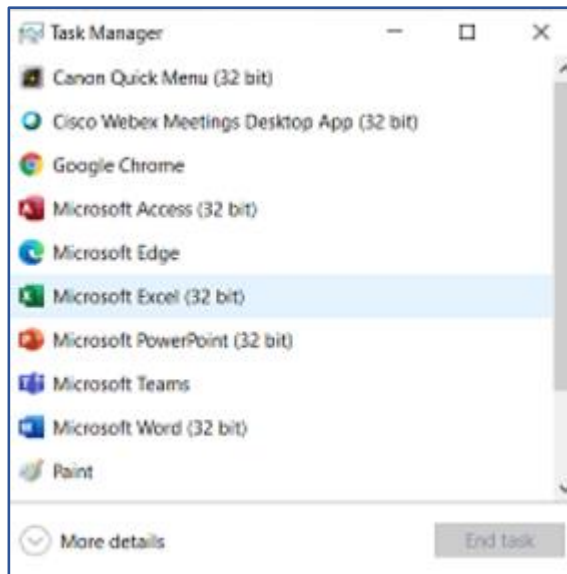 Task Manager
Canon Quick Menu (32 bit)
Cisco Webex Meetings Desktop App (32 bit)
Google Chrome
Microsoft Access (32 bit)
Microsoft Edge
Microsoft Excel (32 bit)
Microsoft PowerPoint (32 bit)
Microsoft Teams
Microsoft Word (32 bit)
Paint
More details
End task